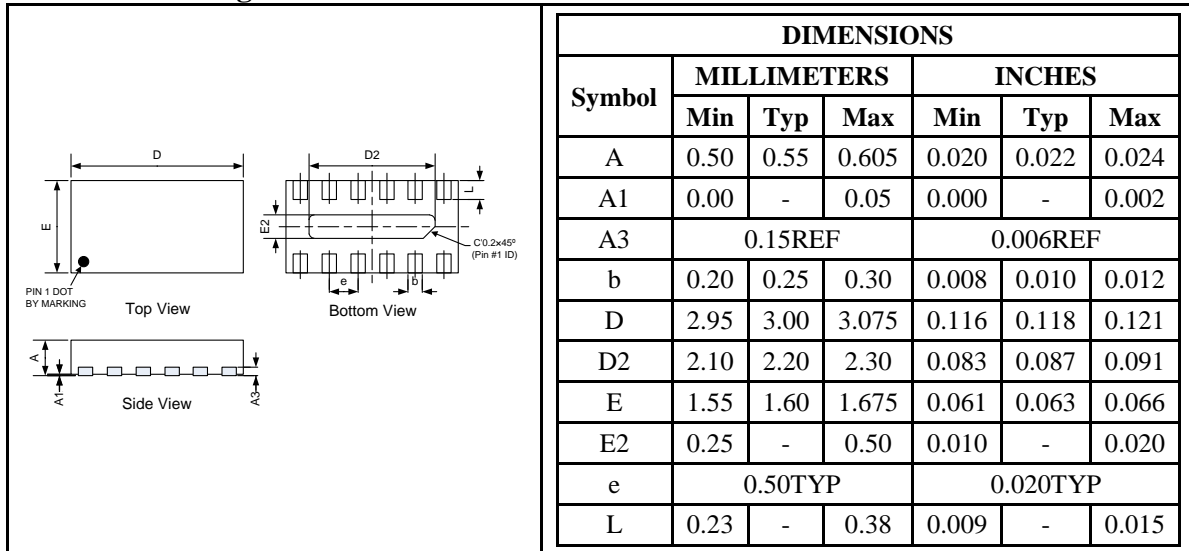 D
E
PIN 1 DOT
BY MARKING
Top View
D2
L
E2
C'0.2×45º
(Pin #1 ID)
e
b
Bottom View
A
A1
A3
Side View
DIMENSIONS
Symbol MILLIMETERS INCHES
Min Typ Max Min Typ Max
A 0.50 0.55 0.605 0.020 0.022 0.024
A1 0.00 - 0.05 0.000 - 0.002
A3 0.15REF 0.006REF
b 0.20 0.25 0.30 0.008 0.010 0.012
D 2.95 3.00 3.075 0.116 0.118 0.121
D2 2.10 2.20 2.30 0.083 0.087 0.091
E 1.55 1.60 1.675 0.061 0.063 0.066
E2 0.25 - 0.50 0.010 - 0.020
e 0.50TYP 0.020TYP
L 0.23 - 0.38 0.009 - 0.015